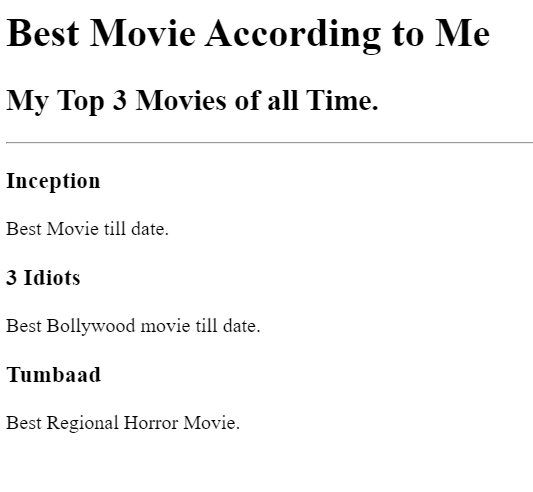 Best Movie According to Me
My Top 3 Movies of all Time.
Inception
Best Movie till date.
3 Idiots
Best Bollywood movie till date.
Tumbaad
Best Regional Horror Movie.